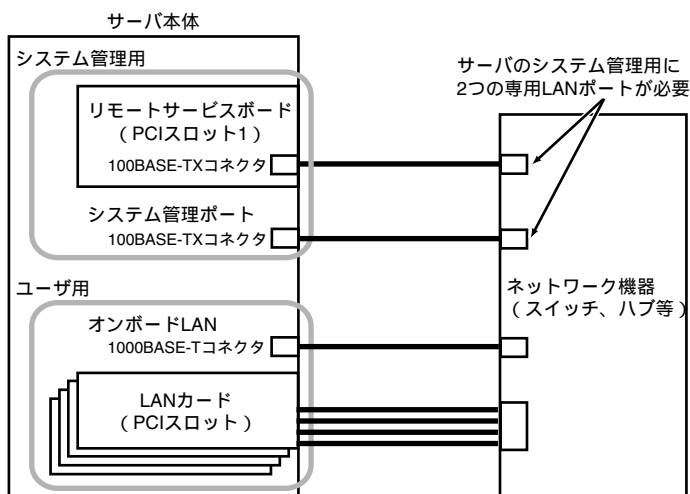 サーバ本体
システム管理用
リモートサービスボード
（PCIスロット1）
100BASE-TXコネクタ
システム管理ポート
100BASE-TXコネクタ
ユーザ用
オンボードLAN
1000BASE-Tコネクタ
LANカード
（PCIスロット）
サーバのシステム管理用に
2つの専用LANポートが必要
ネットワーク機器
（スイッチ、ハブ等）